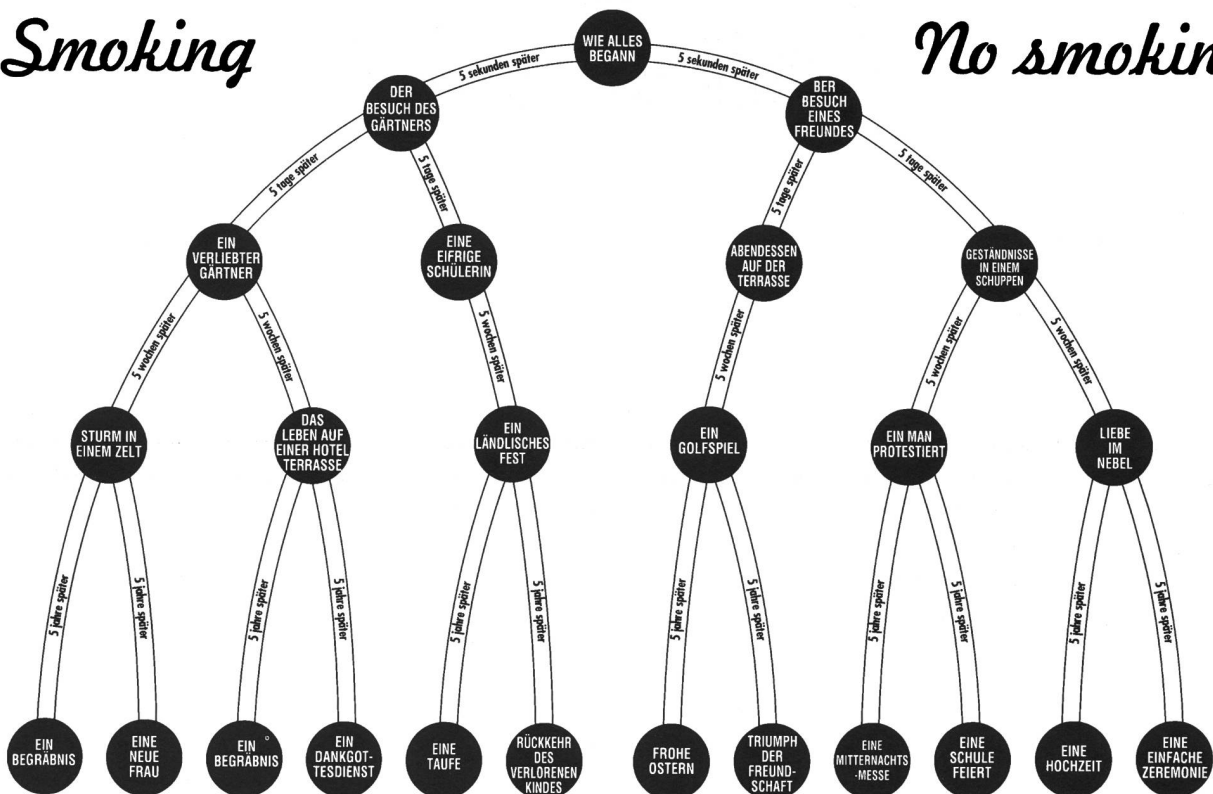 Smoking
No smokin
WIE ALLES
BEGANN
5 sekunden später
5 sekunden später
DER
BESUCH DES
GÄRTNERS
BER
BESUCH
EINES
FREUNDES
5 tage später
5 tage später
5 tage später
5 tage später
EIN
VERLIEBTER
GÄRTNER
EINE
EIFRIGE
SCHÜLERIN
ABENDESSEN
AUF DER
TERRASSE
GESTÄNDNISSE
IN EINEM
SCHUPPEN
5 wochen später
5 wochen später
5 wochen später
5 wochen später
5 wochen später
5 wochen später
STURM IN
EINEM ZELT
DAS
LEBEN AUF
EINER HOTEL
TERRASSE
EIN
LÄNDLISCHES
FEST
EIN
GOLFSPIEL
EIN MAN
PROTESTIERT
LIEBE
IM
NEBEL
5 jahre später
5 jahre später
5 jahre später
5 jahre später
5 jahre später
5 jahre später
5 jahre später
5 jahre später
5 jahre später
5 jahre später
5 jahre später
5 jahre später
EIN
BEGRÄBNIS
EINE
NEUE
FRAU
EIN
BEGRÄBNIS
EIN
DANKGOT-
TESDIENST
EINE
TAUFE
RÜCKKEHR
DES
VERLORENEN
KINDES
FROHE
OSTERN
TRIUMPH
DER
FREUND-
SCHAFT
EINE
MITTERNACHTS
-MESSE
EINE
SCHULE
FEIERT
EINE
HOCHZEIT
EINE
EINFACHE
ZEREMONIE